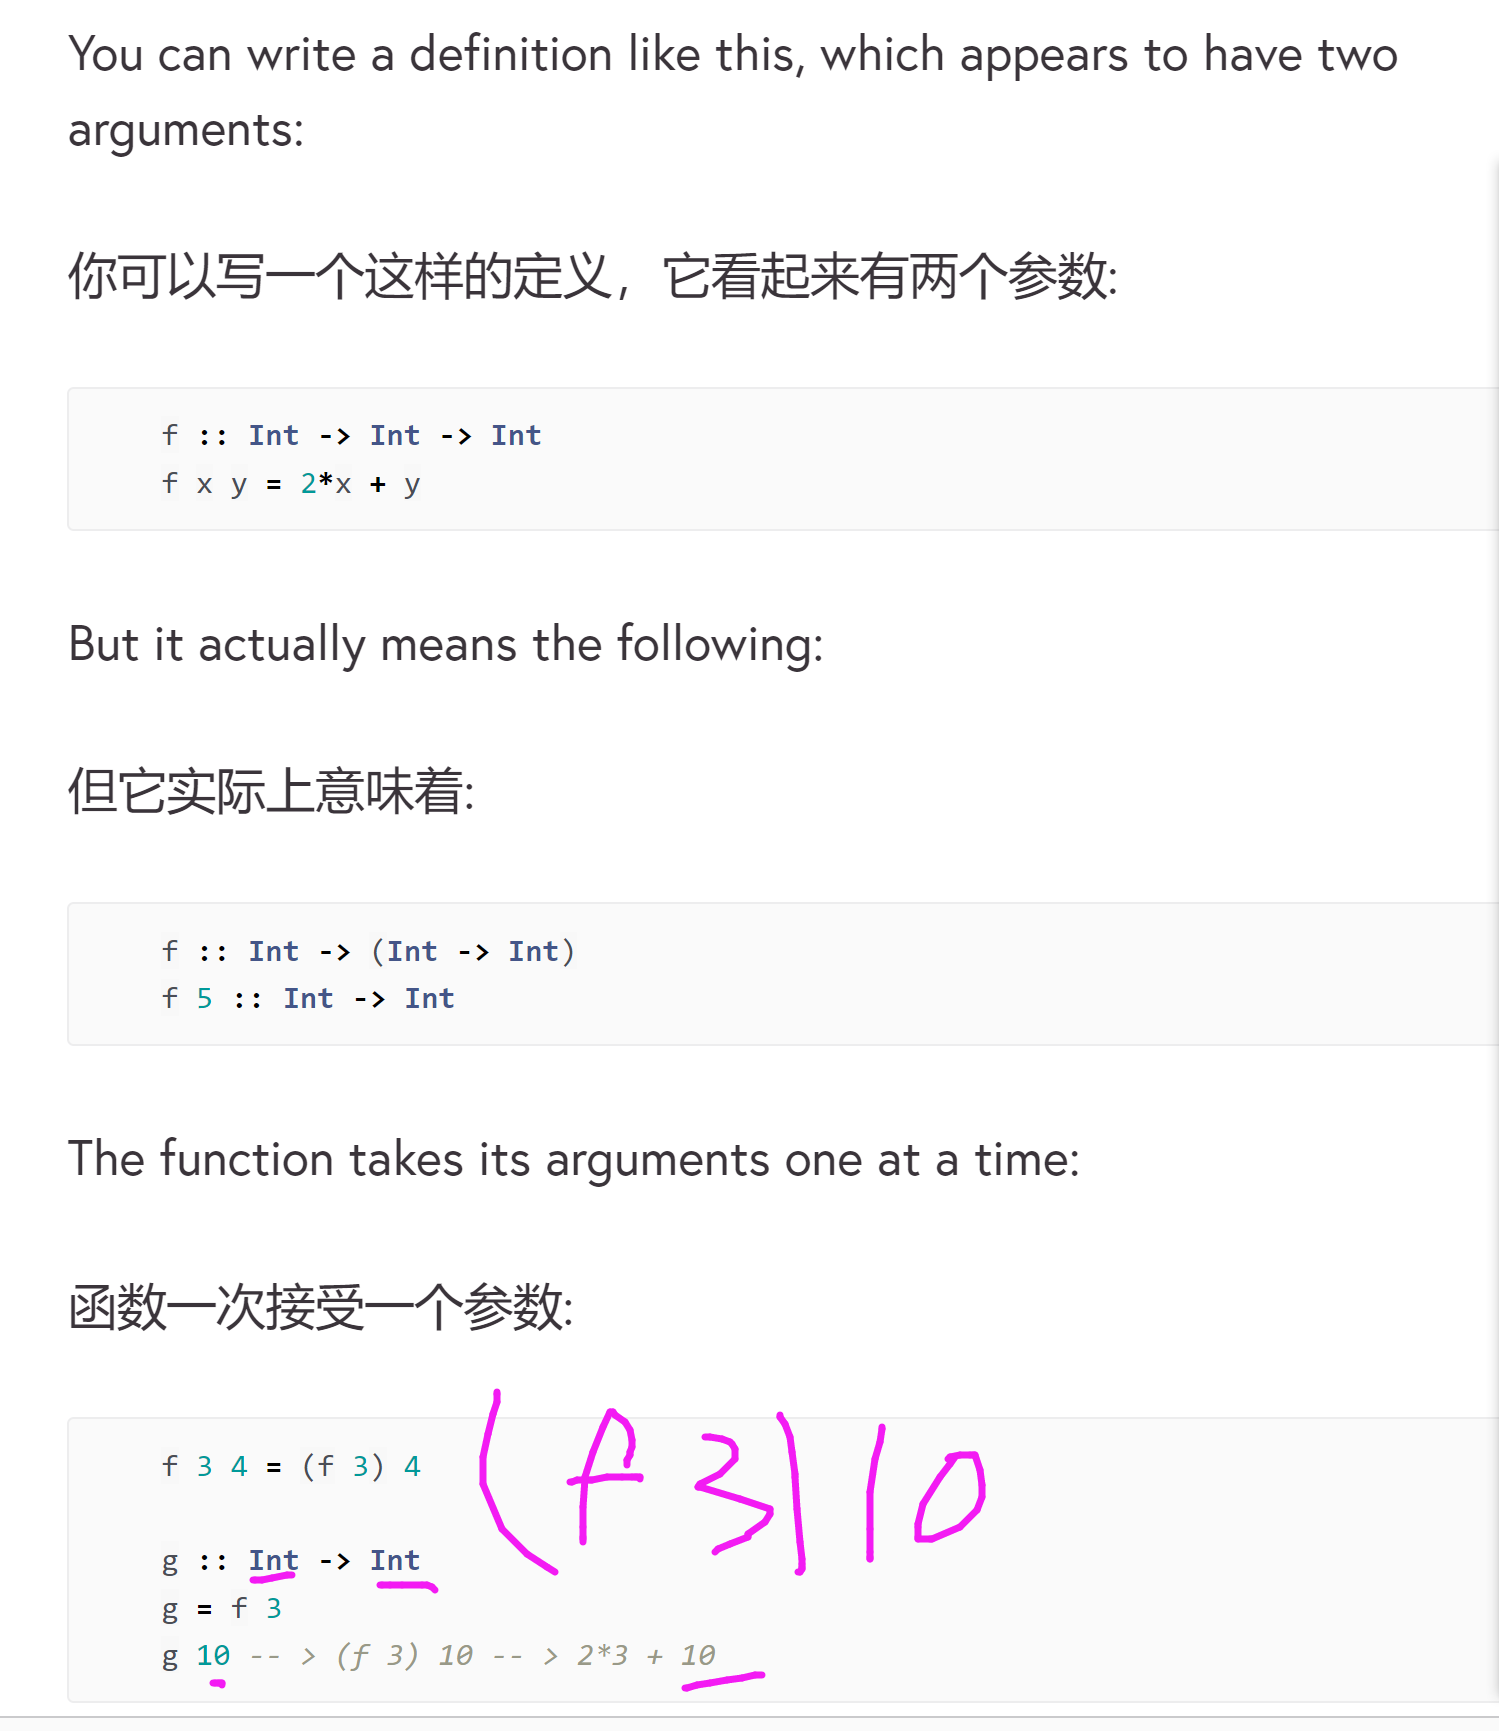 You can write a definition like this, which appears to have two
arguments:
你可以写一个这样的定义，它看起来有两个参数:
f :: Int -> Int -> Int
f x y = 2*x + y
But it actually means the following:
但它实际上意味着:
f :: Int -> (Int -> Int)
f 5 :: Int -> Int
The function takes its arguments one at a time:
函数一次接受一个参数:
f 3 4 = (f 3) 4
(f 3) 10
g :: Int -> Int
g = f 3
g 10 -- > (f 3) 10 -- > 2*3 + 10